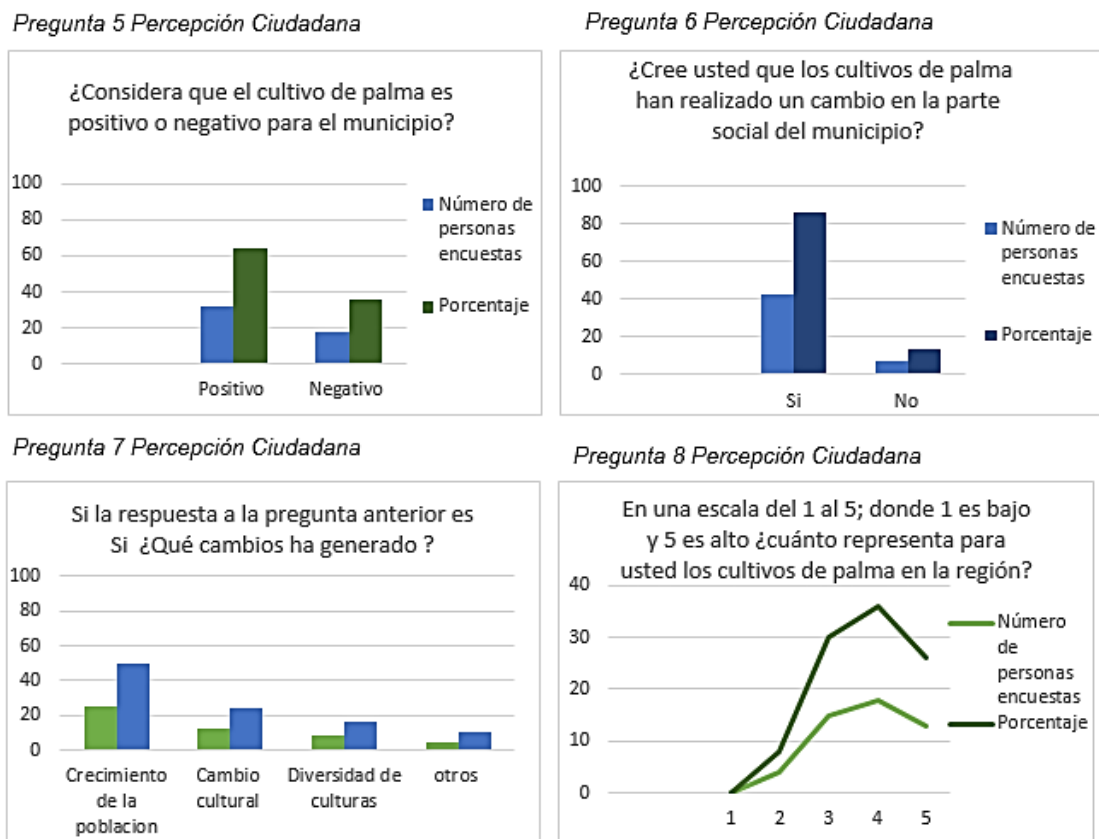 Pregunta 5 Percepción Ciudadana
¿Considera que el cultivo de palma es
positivo o negativo para el municipio?
100
80
60
40
20
0
Positivo
Negativo
Número de
personas
encuestas
Porcentaje
Pregunta 6 Percepción Ciudadana
¿Cree usted que los cultivos de palma
han realizado un cambio en la parte
social del municipio?
100
80
60
40
20
0
Si
No
Número de
personas
encuestas
Porcentaje
Pregunta 7 Percepción Ciudadana
Si la respuesta a la pregunta anterior es
Si ¿Qué cambios ha generado ?
100
80
60
40
20
0
Crecimiento
de la
poblacion
Cambio
cultural
Diversidad de
culturas
otros
Pregunta 8 Percepción Ciudadana
En una escala del 1 al 5; donde 1 es bajo
y 5 es alto ¿cuánto representa para
usted los cultivos de palma en la región?
40
30
20
10
0
1 2 3 4 5
Número
de
personas
encuestas
Porcentaje